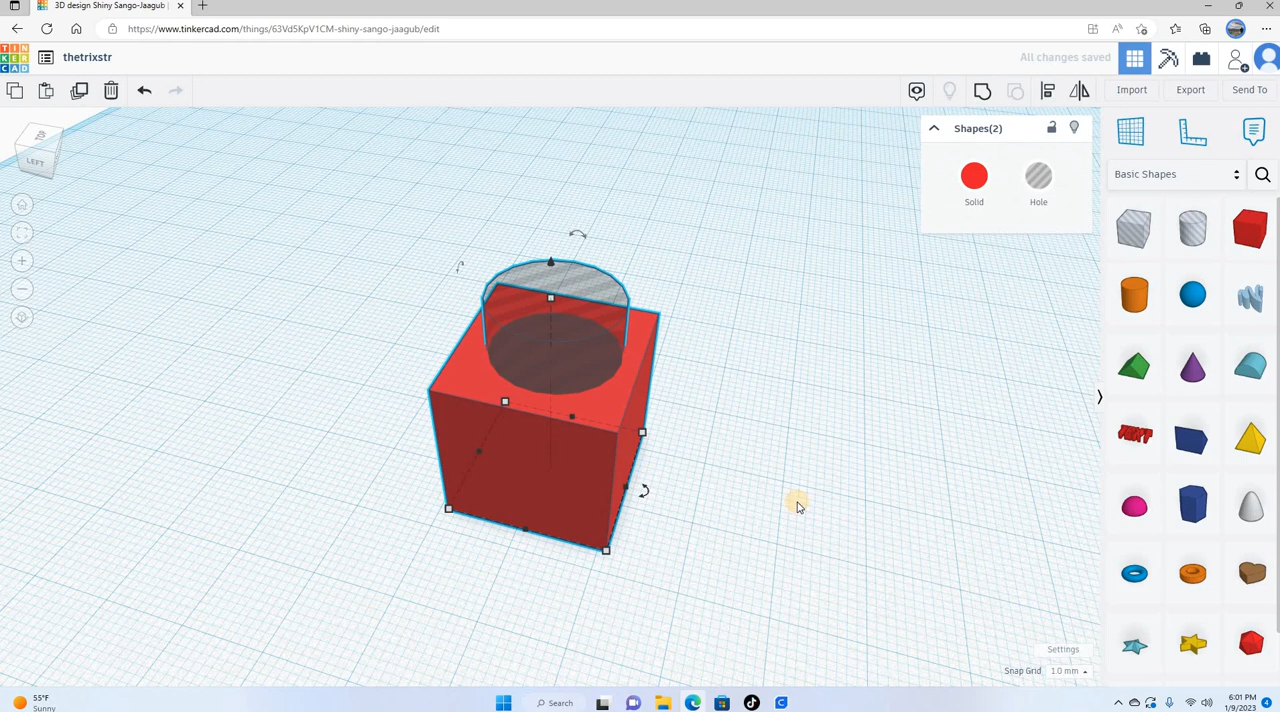 3D design Shiny Sango-Jaagub |
https://www.tinkercad.com/things/63Vd5KpV1CM-shiny-sango-jaagub/edit
TIN
KER
CAD
thetrixstr
All changes saved
Import
Export
Send To
LEFT
Shapes(2)
Solid
Hole
Basic Shapes
TEXT
Settings
Snap Grid 1.0 mm
55°F
Sunny
Search
6:01 PM
1/9/2023
4